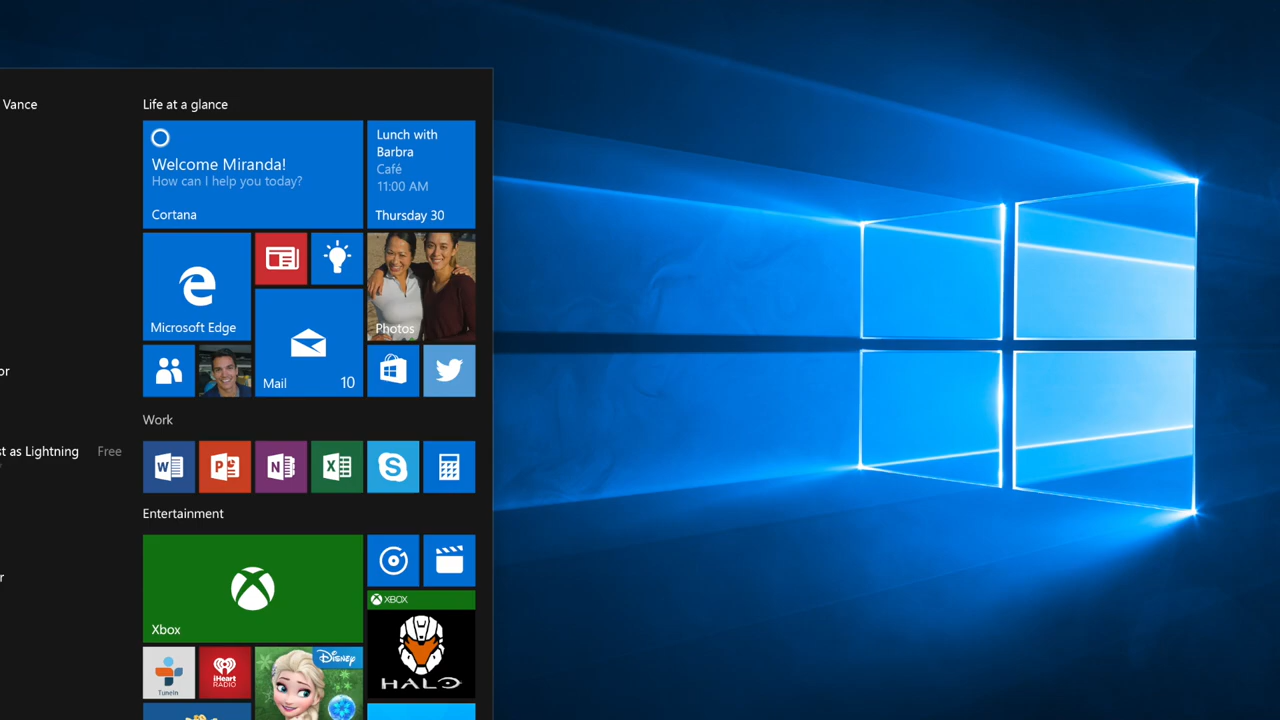 Vance
Life at a glance
Welcome Miranda!
How can I help you today?
Cortana
Lunch with
Barbra
Café
11:00 AM
Thursday 30
Microsoft Edge
Photos
Mail 10
or
Work
st as Lightning Free
W
P
N
X
S
Entertainment
r
Xbox
XBOX
HALO
TuneIn
iHeart
RADIO
Disney